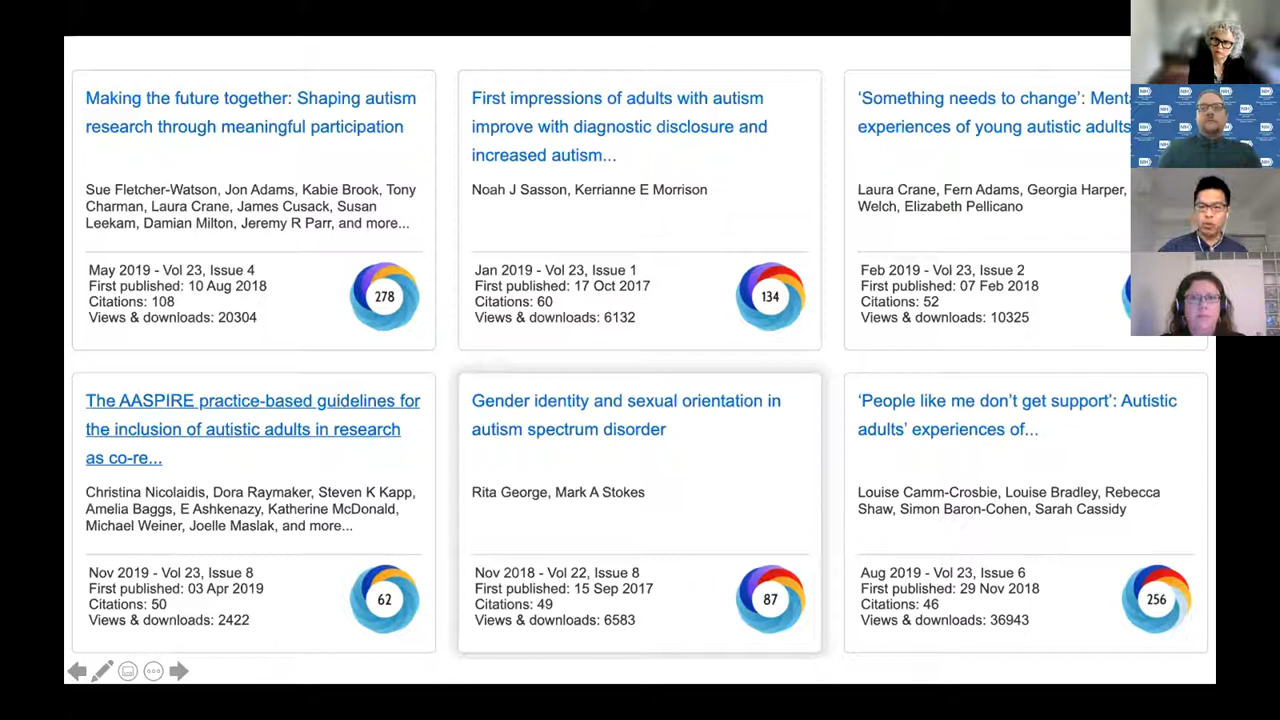 Making the future together: Shaping autism
research through meaningful participation
Sue Fletcher-Watson, Jon Adams, Kabie Brook, Tony
Charman, Laura Crane, James Cusack, Susan
Leekam, Damian Milton, Jeremy R Parr, and more...
May 2019 - Vol 23, Issue 4
First published: 10 Aug 2018
Citations: 108
Views & downloads: 20304
278
First impressions of adults with autism
improve with diagnostic disclosure and
increased autism...
Noah J Sasson, Kerrianne E Morrison
Jan 2019 - Vol 23, Issue 1
First published: 17 Oct 2017
Citations: 60
Views & downloads: 6132
134
‘Something needs to change’:
experiences of young autistic adults
Laura Crane, Fern Adams, Georgia Harper,
Welch, Elizabeth Pellicano
Feb 2019 - Vol 23, Issue 2
First published: 07 Feb 2018
Citations: 52
Views & downloads: 10325
NIH
The AASPIRE practice-based guidelines for
the inclusion of autistic adults in research
as co-re...
Christina Nicolaidis, Dora Raymaker, Steven K Kapp,
Amelia Baggs, E Ashkenazy, Katherine McDonald,
Michael Weiner, Joelle Maslak, and more...
Nov 2019 - Vol 23, Issue 8
First published: 03 Apr 2019
Citations: 50
Views & downloads: 2422
62
Gender identity and sexual orientation in
autism spectrum disorder
Rita George, Mark A Stokes
Nov 2018 - Vol 22, Issue 8
First published: 15 Sep 2017
Citations: 49
Views & downloads: 6583
87
‘People like me don’t get support’: Autistic
adults’ experiences of...
Louise Camm-Crosbie, Louise Bradley, Rebecca
Shaw, Simon Baron-Cohen, Sarah Cassidy
Aug 2019 - Vol 23, Issue 6
First published: 29 Nov 2018
Citations: 46
Views & downloads: 36943
256